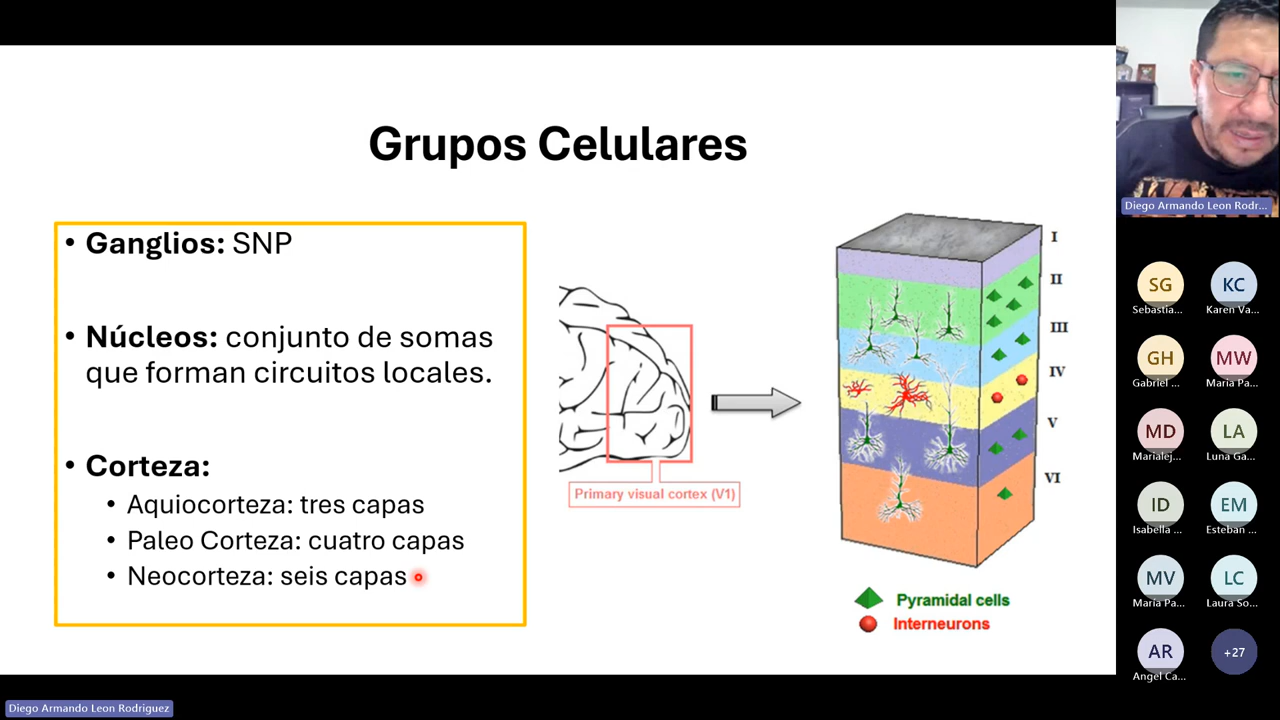 Grupos Celulares
• Ganglios: SNP
• Núcleos: conjunto de somas
que forman circuitos locales.
• Corteza:
• Aquiocorteza: tres capas
• Paleo Corteza: cuatro capas
• Neocorteza: seis capas
Primary visual cortex (V1)
I
II
III
IV
V
VI
Pyramidal cells
Interneurons
Diego Armando Leon Rodr...
SG
Sebastia...
KC
Karen Va...
GH
Gabriel ...
MW
Maria Pa...
MD
Marialej...
LA
Luna Ga...
ID
Isabella ...
EM
Esteban ...
MV
Maria Pa...
LC
Laura So...
AR
Angel Ca...
+27
Diego Armando Leon Rodriguez